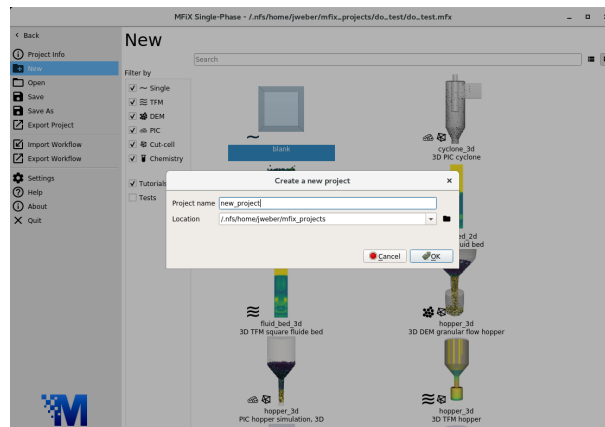 MFiX Single-Phase - /.nfs/home/jweber/mfix_projects/do_test/do_test.mfx
Back
Project Info
New
Open
Save
Save As
Export Project
Import Workflow
Export Workflow
Settings
Help
About
Quit
New
Search
Filter by
Single
TFM
DEM
PIC
Cut-cell
Chemistry
Tutorials
Tests
blank
cyclone_3d
3D PIC cyclone
Create a new project
Project name new_project
Location /.nfs/home/jweber/mfix_projects
Cancel OK
fluid_bed_3d
3D TFM square fluide bed
hopper_3d
3D DEM granular flow hopper
hopper_3d
PIC hopper simulation, 3D
hopper_3d
3D TFM hopper
M